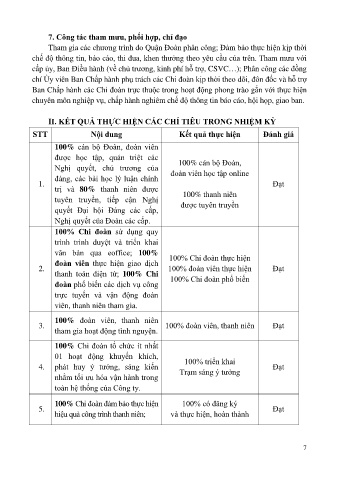 7. Công tác tham mưu, phối hợp, chỉ đạo
Tham gia các chương trình do Quận Đoàn phân công; Đảm bảo thực hiện kịp thời
chế độ thông tin, báo cáo, thi đua, khen thưởng theo yêu cầu của trên. Tham mưu với
cấp ủy, Ban Điều hành (về chủ trương, kinh phí hỗ trợ, CSVC…); Phân công các đồng
chí Ủy viên Ban Chấp hành phụ trách các Chi đoàn kịp thời theo dõi, đôn đốc và hỗ trợ
Ban Chấp hành các Chi đoàn trực thuộc trong hoạt động phong trào gắn với thực hiện
chuyên môn nghiệp vụ, chấp hành nghiêm chế độ thông tin báo cáo, hội họp, giao ban.
II. KẾT QUẢ THỰC HIỆN CÁC CHỈ TIÊU TRONG NHIỆM KỲ
STT Nội dung Kết quả thực hiện Đánh giá
1.
100% cán bộ Đoàn, đoàn viên
được học tập, quán triệt các
Nghị quyết, chủ trương của
đảng, các bài học lý luận chính
trị và 80% thanh niên được
tuyên truyền, tiếp cận Nghị
quyết Đại hội Đảng các cấp,
Nghị quyết của Đoàn các cấp.
100% cán bộ Đoàn,
đoàn viên học tập online
100% thanh niên
được tuyên truyền
Đạt
2.
100% Chi đoàn sử dụng quy
trình trình duyệt và triển khai
văn bản qua eoffice; 100%
đoàn viên thực hiện giao dịch
thanh toán điện tử; 100% Chi
đoàn phổ biến các dịch vụ công
trực tuyến và vận động đoàn
viên, thanh niên tham gia.
100% Chi đoàn thực hiện
100% đoàn viên thực hiện
100% Chi đoàn phổ biến
Đạt
3.
100% đoàn viên, thanh niên
tham gia hoạt động tình nguyện.
100% đoàn viên, thanh niên
Đạt
4.
100% Chi đoàn tổ chức ít nhất
01 hoạt động khuyến khích,
phát huy ý tưởng, sáng kiến
nhằm tối ưu hóa vận hành trong
toàn hệ thống của Công ty.
100% triển khai
Trạm sáng ý tưởng
Đạt
5.
100% Chi đoàn đảm bảo thực hiện
hiệu quả công trình thanh niên;
100% có đăng ký
và thực hiện, hoàn thành
Đạt
7